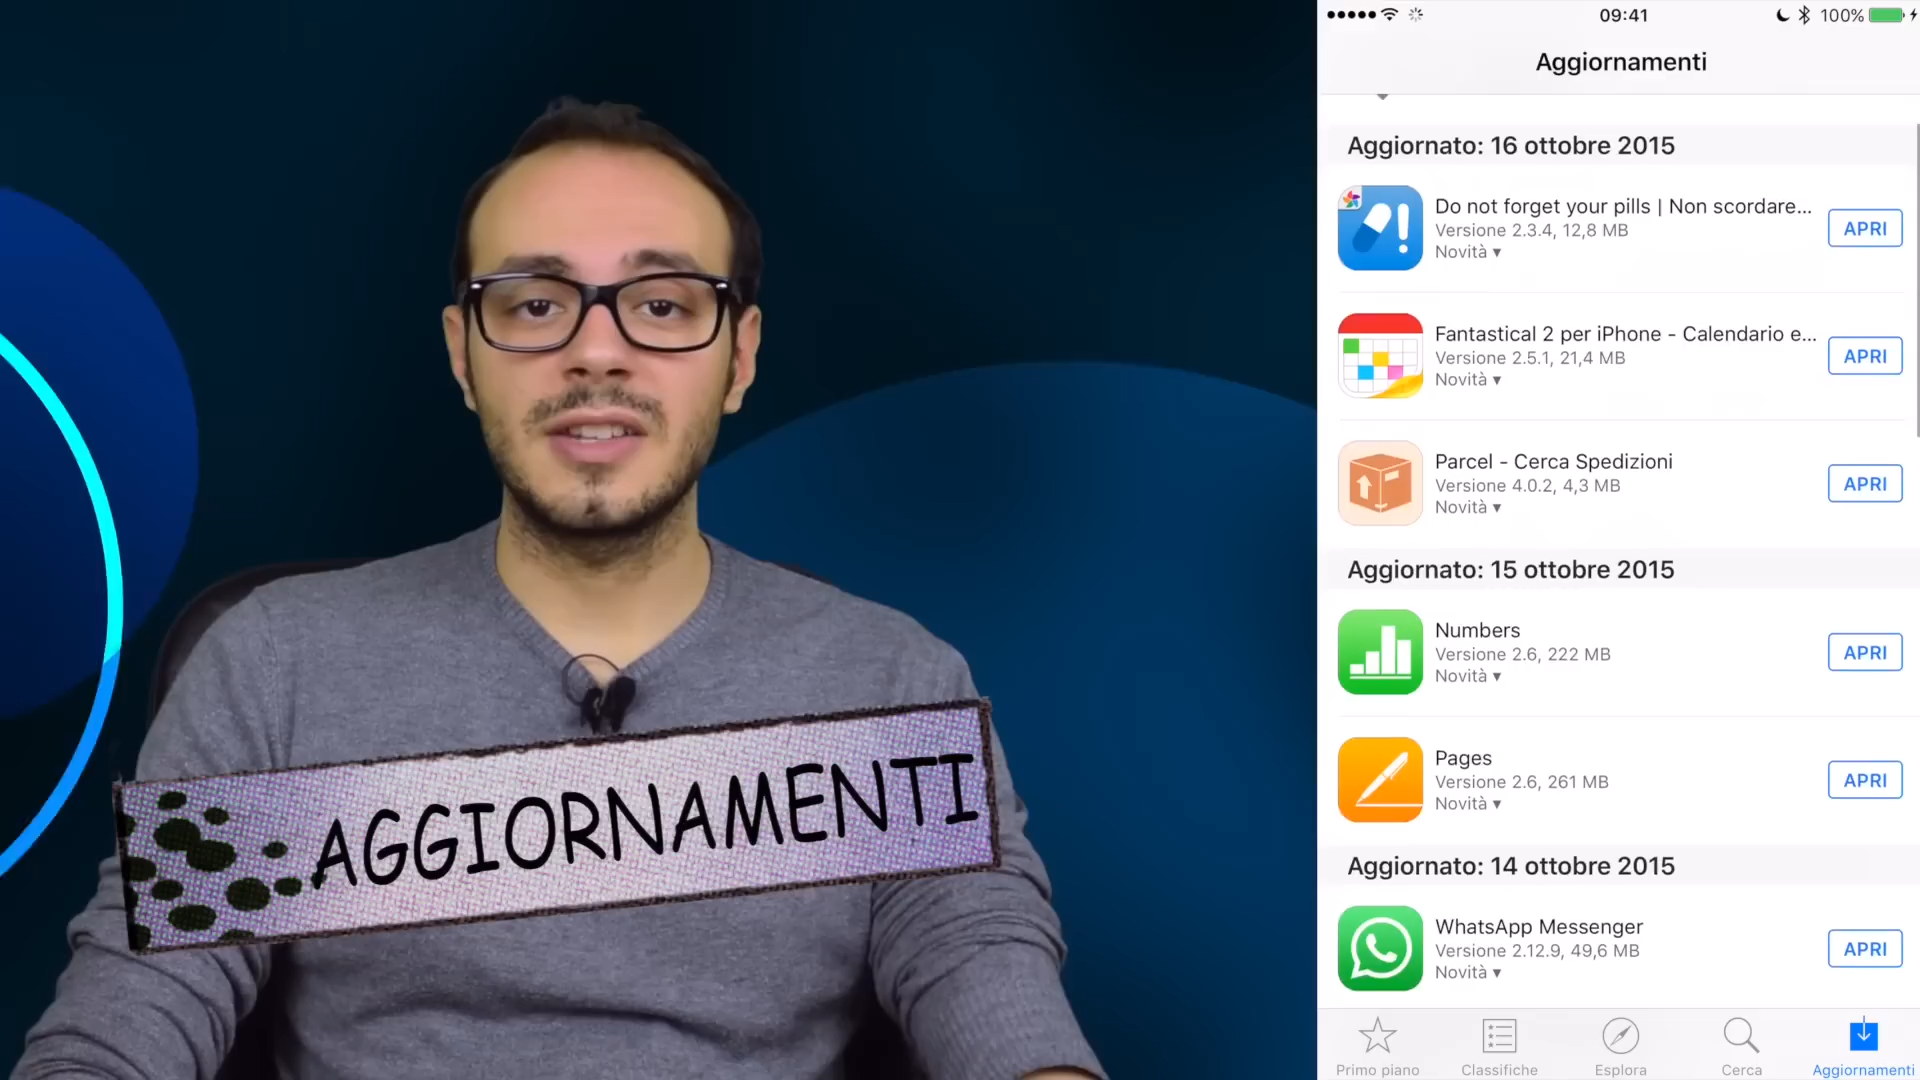 AGGIORNAMENTI
09:41
100%
Aggiornamenti
Aggiornato: 16 ottobre 2015
Do not forget your pills | Non scordare...
Versione 2.3.4, 12,8 MB
Novità ▾
APRI
Fantastical 2 per iPhone - Calendario e...
Versione 2.5.1, 21,4 MB
Novità ▾
APRI
Parcel - Cerca Spedizioni
Versione 4.0.2, 4,3 MB
Novità ▾
APRI
Aggiornato: 15 ottobre 2015
Numbers
Versione 2.6, 222 MB
Novità ▾
APRI
Pages
Versione 2.6, 261 MB
Novità ▾
APRI
Aggiornato: 14 ottobre 2015
WhatsApp Messenger
Versione 2.12.9, 49,6 MB
Novità ▾
APRI
Primo piano
Classifiche
Esplora
Cerca
Aggiornamenti